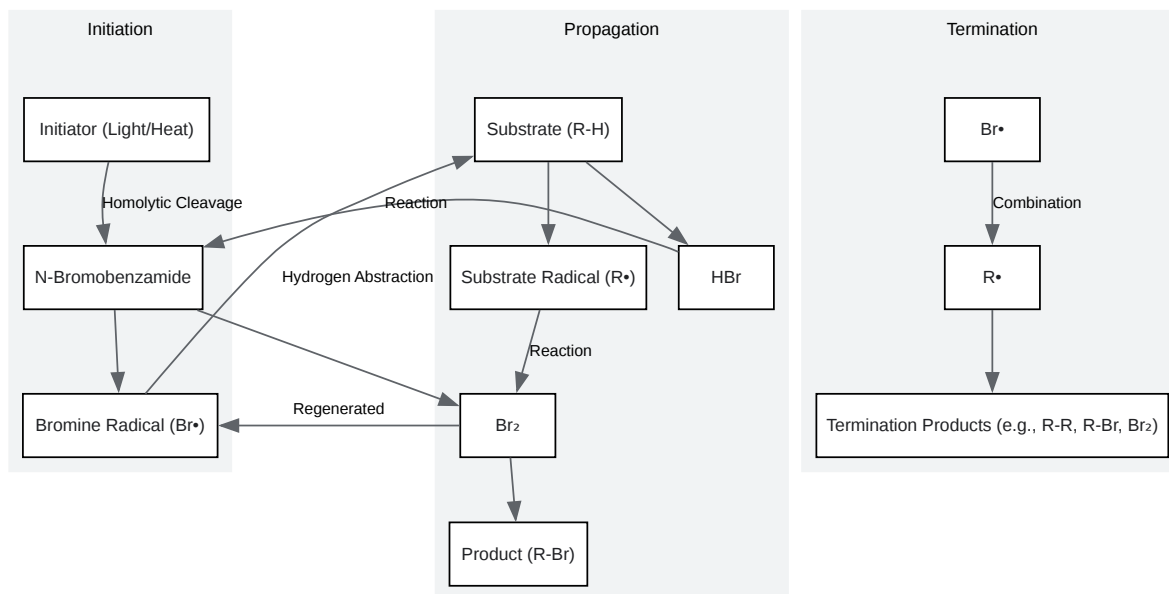 Initiation
Propagation
Termination
Initiator (Light/Heat)
Substrate (R-H)
Br•
Homolytic Cleavage
Reaction
Combination
N-Bromobenzamide
Hydrogen Abstraction
Substrate Radical (R•)
HBr
R•
Reaction
Bromine Radical (Br•)
Regenerated
Br₂
Termination Products (e.g., R-R, R-Br, Br₂)
Product (R-Br)